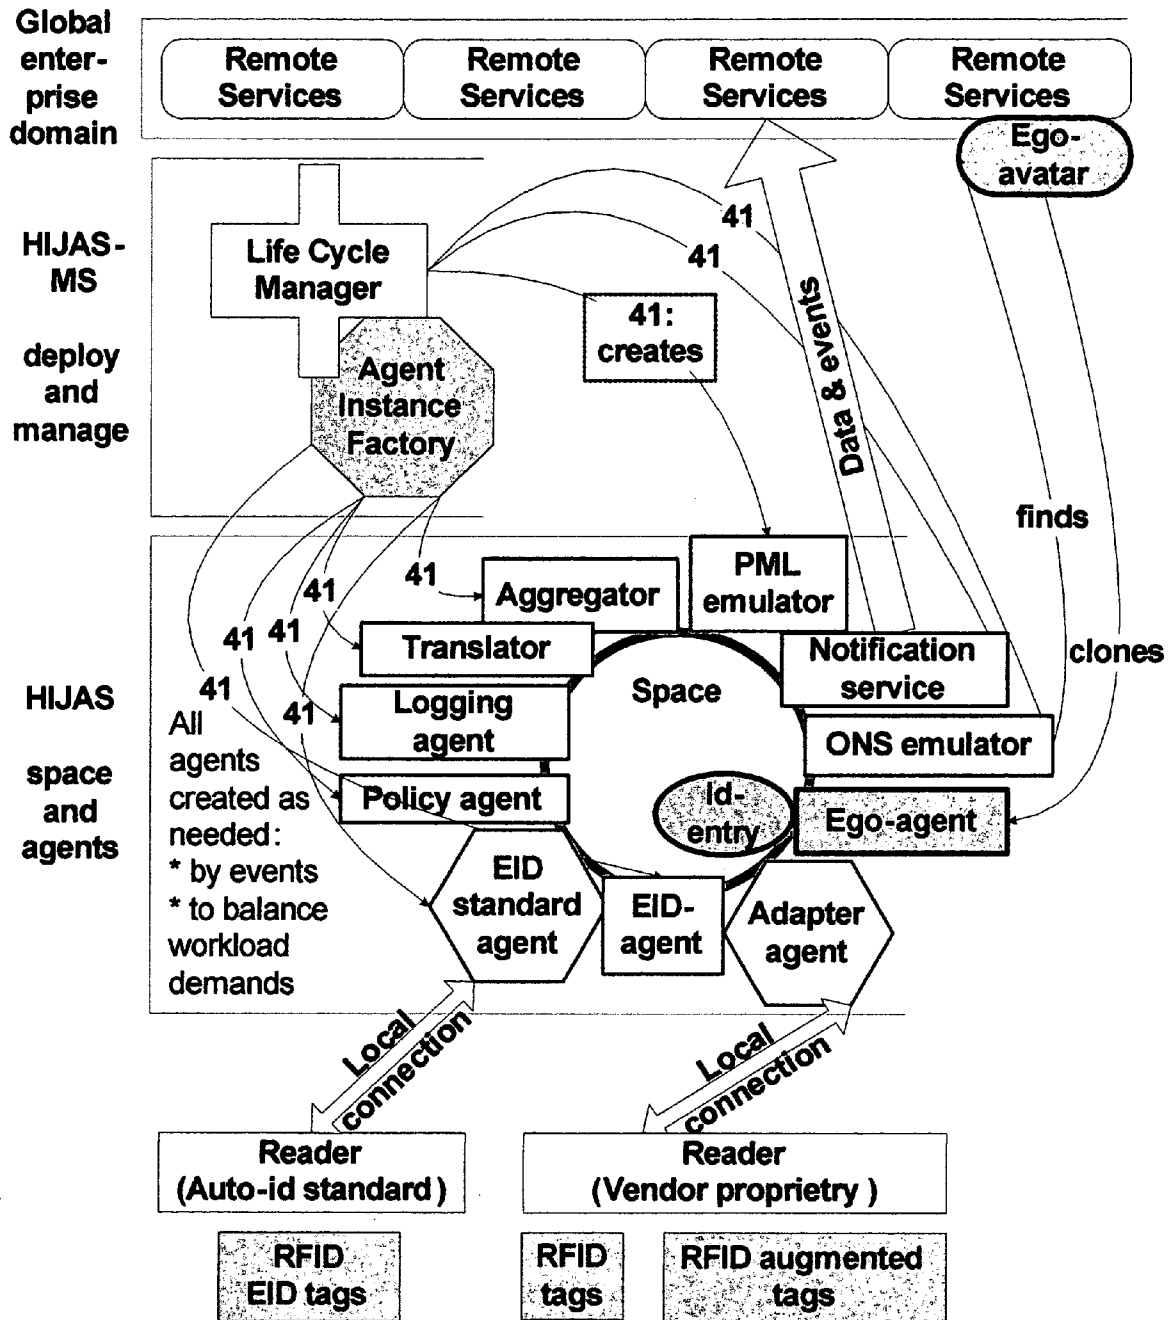 Global
enter-
prise
domain
Remote
Services
Remote
Services
Remote
Services
Remote
Services
Ego-
avatar
HIJAS-
MS
deploy
and
manage
Life Cycle
Manager
Agent
Instance
Factory
41
41
41:
creates
Data & events
finds
clones
HIJAS
space
and
agents
41
41
41
41
41
41
All
agents
created as
needed:
* by events
* to balance
workload
demands
Aggregator
PML
emulator
Translator
Notification
service
Logging
agent
Space
ONS emulator
Policy agent
Id-
entry
Ego-agent
EID
standard
agent
EID-
agent
Adapter
agent
Local
connection
Local
connection
Reader
(Auto-id standard )
Reader
(Vendor proprietry )
RFID
EID tags
RFID
tags
RFID augmented
tags